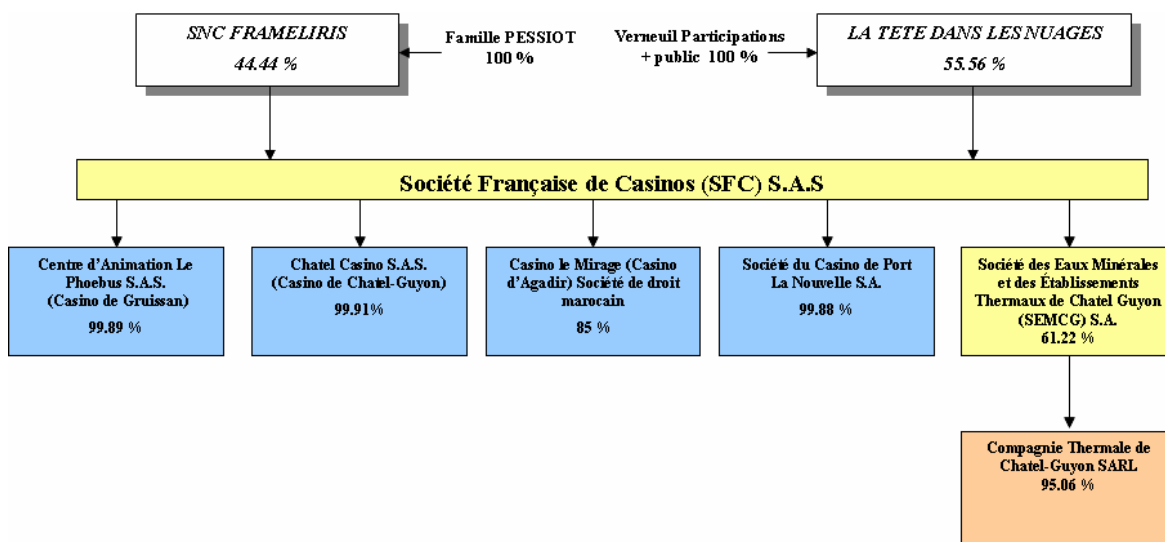 SNC FRAMELIRIS
44.44 %
Famille PESSIOT
100 %
Verneuil Participations
+ public 100 %
LA TETE DANS LES NUAGES
55.56 %
Société Française de Casinos (SFC) S.A.S
Centre d'Animation Le
Phoebus S.A.S.
(Casino de Gruissan)
99.89 %
Chatel Casino S.A.S.
(Casino de Chatel-Guyon)
99.91%
Casino le Mirage (Casino
d'Agadir) Société de droit
marocain
85 %
Société du Casino de Port
La Nouvelle S.A.
99.88 %
Société des Eaux Minérales
et des Établissements
Thermaux de Chatel Guyon
(SEMCG) S.A.
61.22 %
Compagnie Thermale de
Chatel-Guyon SARL
95.06 %